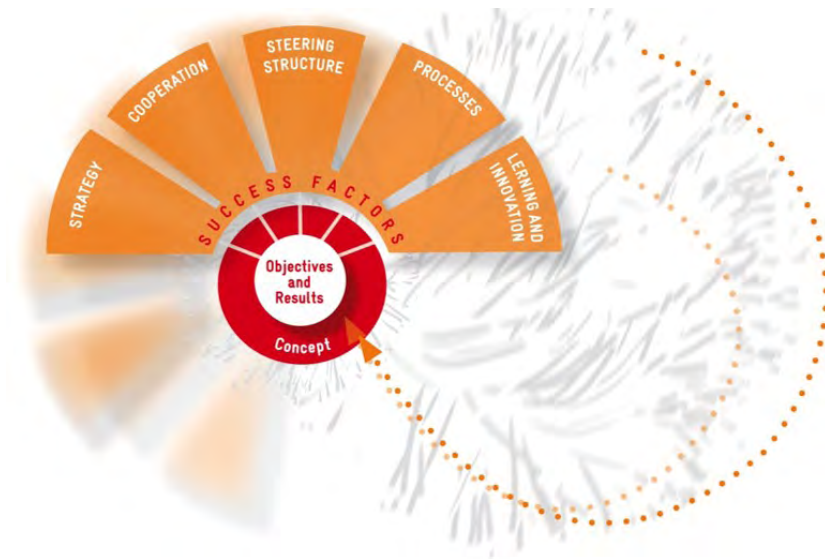 STRATEGY
COOPERATION
STEERING
STRUCTURE
PROCESSES
LERNING AND
INNOVATION
SUCCESS FACTORS
Objectives
and
Results
Concept